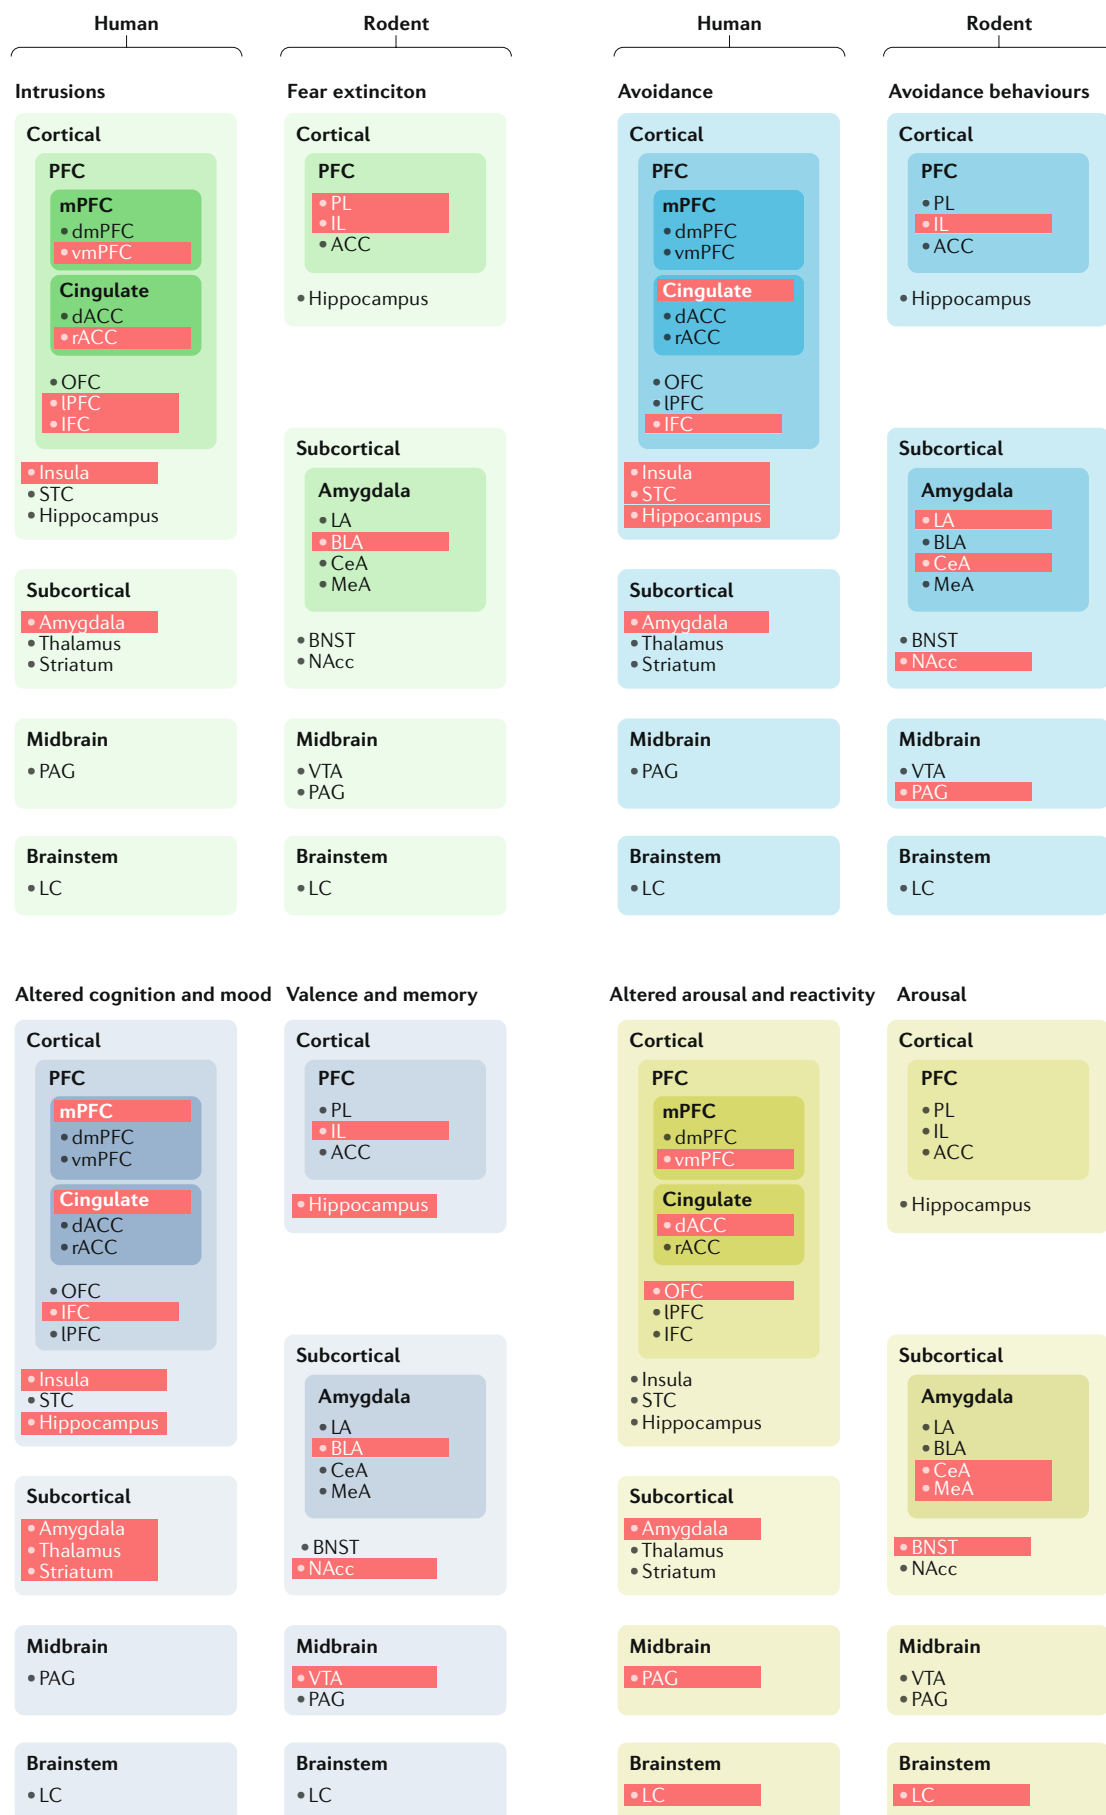 Human
Rodent
Human
Rodent
Intrusions
Cortical
PFC
mPFC
• dmPFC
• vmPFC
Cingulate
• dACC
• rACC
• OFC
• lPFC
• IFC
• Insula
• STC
• Hippocampus
Subcortical
• Amygdala
• Thalamus
• Striatum
Midbrain
• PAG
Brainstem
• LC
Fear extinciton
Cortical
PFC
• PL
• IL
• ACC
• Hippocampus
Subcortical
Amygdala
• LA
• BLA
• CeA
• MeA
• BNST
• NAcc
Midbrain
• VTA
• PAG
Brainstem
• LC
Avoidance
Cortical
PFC
mPFC
• dmPFC
• vmPFC
Cingulate
• dACC
• rACC
• OFC
• lPFC
• IFC
• Insula
• STC
• Hippocampus
Subcortical
• Amygdala
• Thalamus
• Striatum
Midbrain
• PAG
Brainstem
• LC
Avoidance behaviours
Cortical
PFC
• PL
• IL
• ACC
• Hippocampus
Subcortical
Amygdala
• LA
• BLA
• CeA
• MeA
• BNST
• NAcc
Midbrain
• VTA
• PAG
Brainstem
• LC
Altered cognition and mood
Cortical
PFC
mPFC
• dmPFC
• vmPFC
Cingulate
• dACC
• rACC
• OFC
• IFC
• lPFC
• Insula
• STC
• Hippocampus
Subcortical
• Amygdala
• Thalamus
• Striatum
Midbrain
• PAG
Brainstem
• LC
Valence and memory
Cortical
PFC
• PL
• IL
• ACC
• Hippocampus
Subcortical
Amygdala
• LA
• BLA
• CeA
• MeA
• BNST
• NAcc
Midbrain
• VTA
• PAG
Brainstem
• LC
Altered arousal and reactivity
Cortical
PFC
mPFC
• dmPFC
• vmPFC
Cingulate
• dACC
• rACC
• OFC
• lPFC
• IFC
• Insula
• STC
• Hippocampus
Subcortical
• Amygdala
• Thalamus
• Striatum
Midbrain
• PAG
Brainstem
• LC
Arousal
Cortical
PFC
• PL
• IL
• ACC
• Hippocampus
Subcortical
Amygdala
• LA
• BLA
• CeA
• MeA
• BNST
• NAcc
Midbrain
• VTA
• PAG
Brainstem
• LC